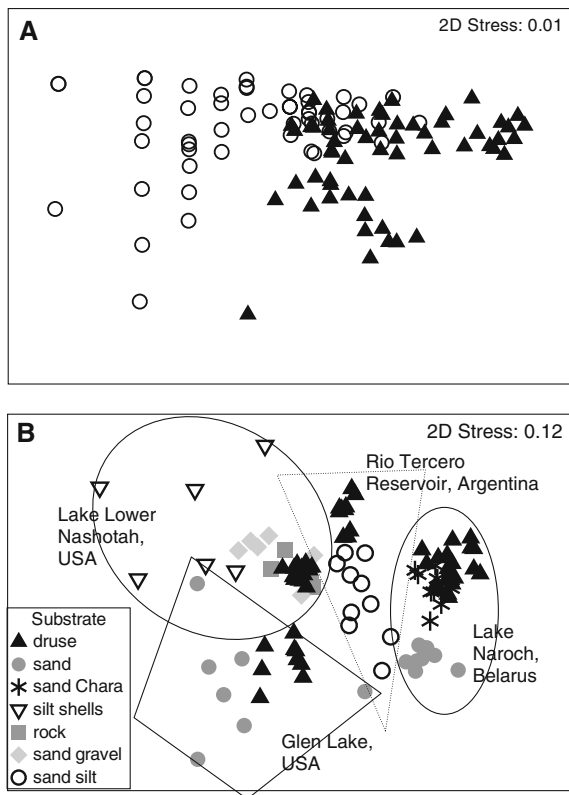 A
2D Stress: 0.01
B
2D Stress: 0.12
Rio Tercero
Reservoir, Argentina
Lake Lower
Nashotah,
USA
Substrate
druse
sand
sand Chara
silt shells
rock
sand gravel
sand silt
Lake
Naroch,
Belarus
Glen Lake,
USA